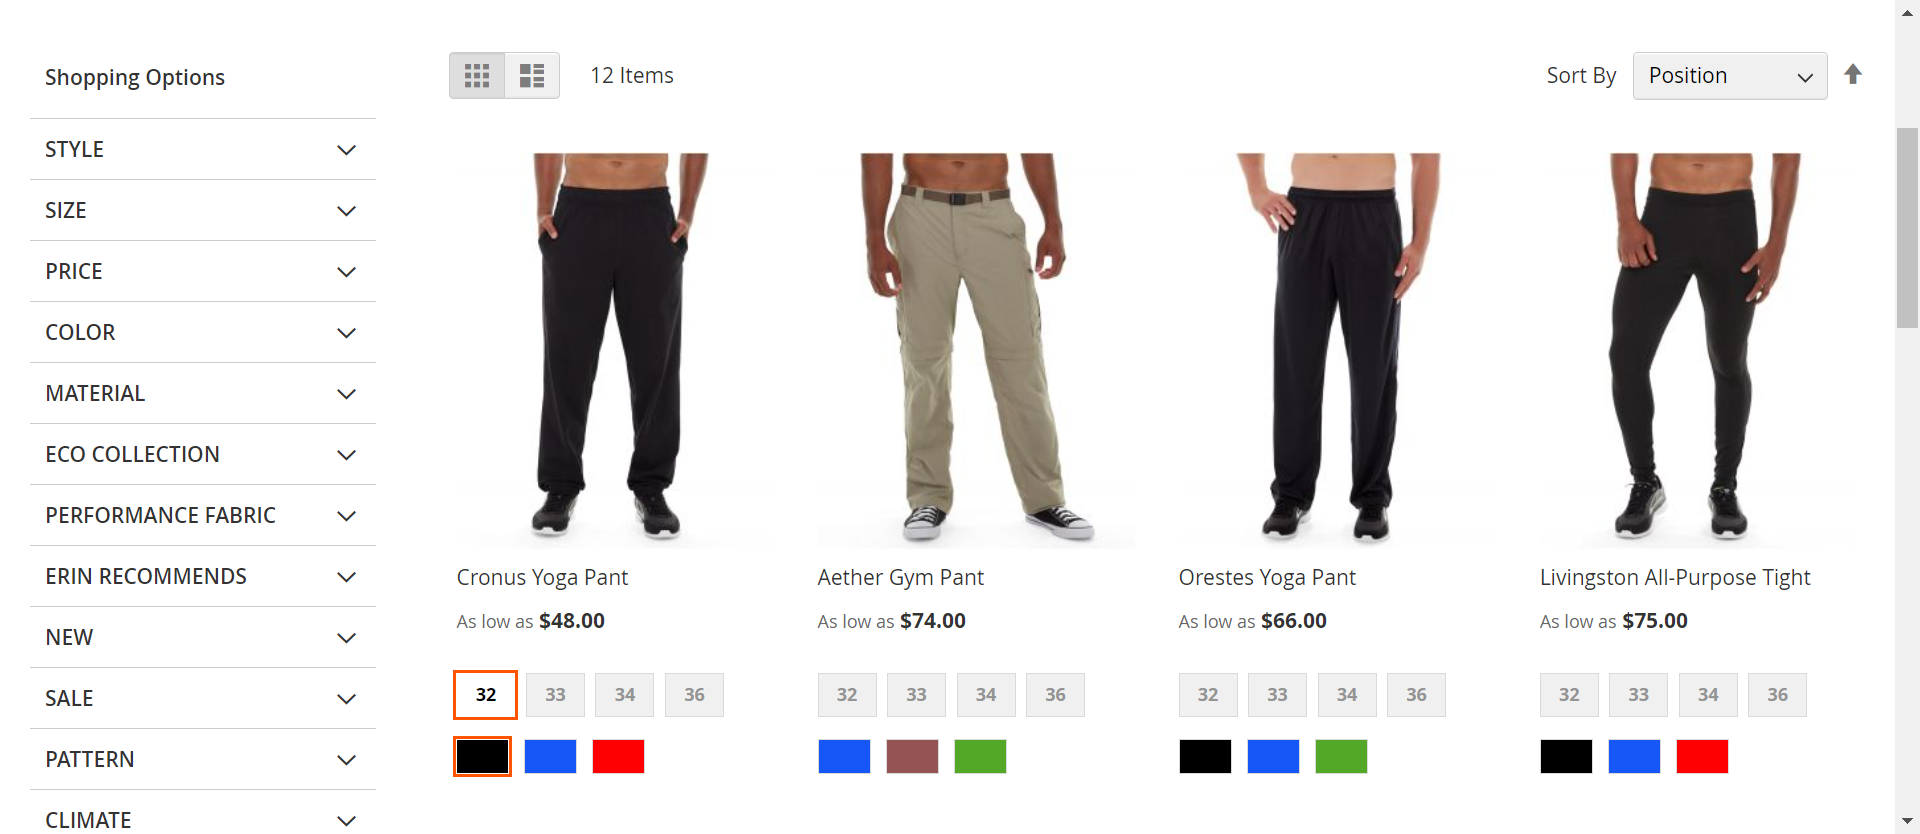 Shopping Options
STYLE
SIZE
PRICE
COLOR
MATERIAL
ECO COLLECTION
PERFORMANCE FABRIC
ERIN RECOMMENDS
NEW
SALE
PATTERN
CLIMATE
12 Items
Sort By Position
Cronus Yoga Pant
As low as $48.00
32 33 34 36
Aether Gym Pant
As low as $74.00
32 33 34 36
Orestes Yoga Pant
As low as $66.00
32 33 34 36
Livingston All-Purpose Tight
As low as $75.00
32 33 34 36